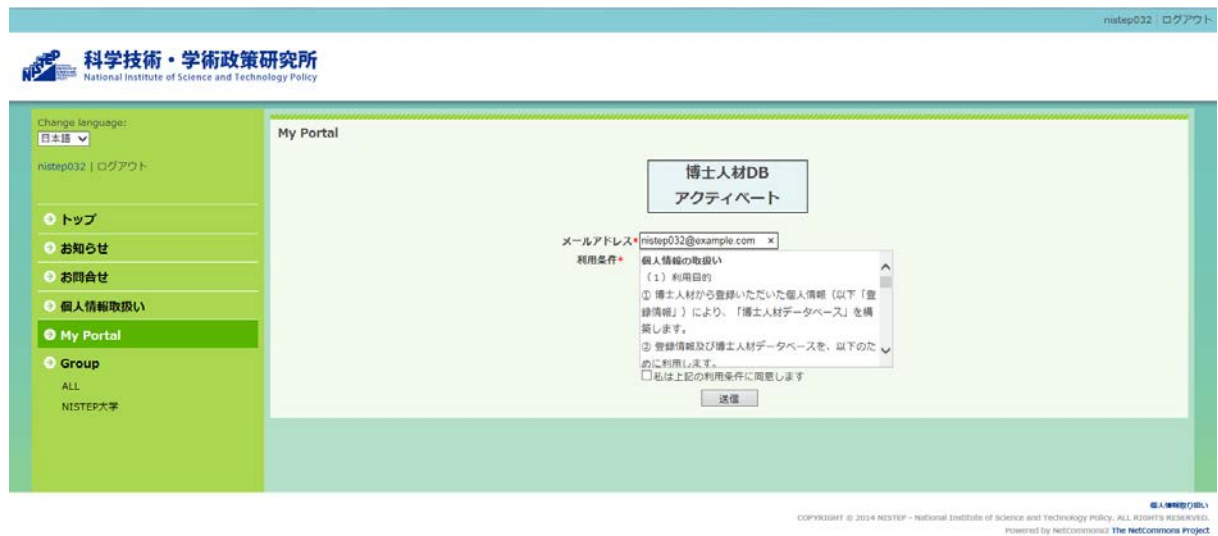 nistep032 | ログアウト
NISTEP
科学技術・学術政策研究所
National Institute of Science and Technology Policy
Change language:
日本語
nistep032 | ログアウト
トップ
お知らせ
お問合せ
個人情報取扱い
My Portal
Group
ALL
NISTEP大学
My Portal
博士人材DB
アクティベート
メールアドレス* nistep032@example.com ×
利用条件*
個人情報の取扱い
（1）利用目的
① 博士人材から登録いただいた個人情報（以下「登
録情報」）により、「博士人材データベース」を構
築します。
② 登録情報及び博士人材データベースを、以下のた
めに利用します。
私は上記の利用条件に同意します
送信
個人情報取り扱い
COPYRIGHT © 2014 NISTEP - National Institute of Science and Technology Policy. ALL RIGHTS RESERVED.
Powered by NetCommons2 The NetCommons Project